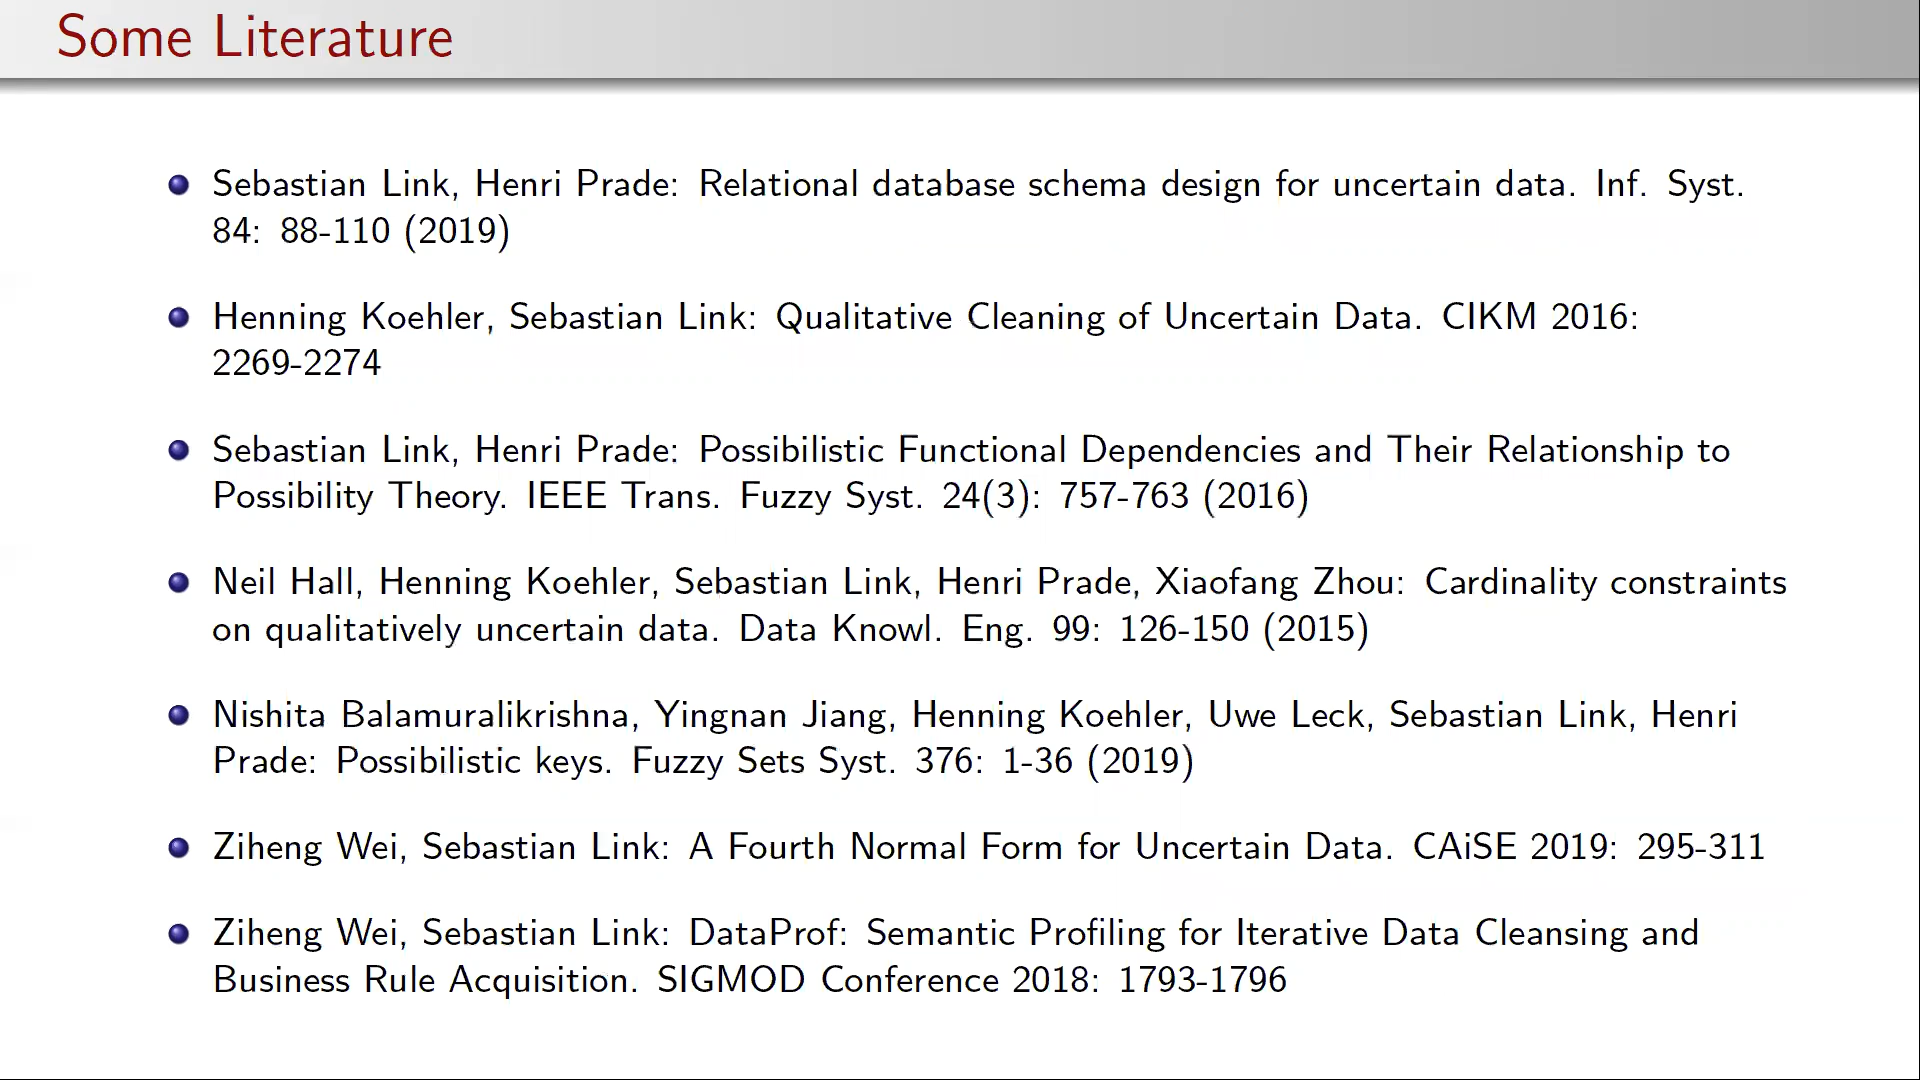 Some Literature
Sebastian Link, Henri Prade: Relational database schema design for uncertain data. Inf. Syst.
84: 88-110 (2019)
Henning Koehler, Sebastian Link: Qualitative Cleaning of Uncertain Data. CIKM 2016:
2269-2274
Sebastian Link, Henri Prade: Possibilistic Functional Dependencies and Their Relationship to
Possibility Theory. IEEE Trans. Fuzzy Syst. 24(3): 757-763 (2016)
Neil Hall, Henning Koehler, Sebastian Link, Henri Prade, Xiaofang Zhou: Cardinality constraints
on qualitatively uncertain data. Data Knowl. Eng. 99: 126-150 (2015)
Nishita Balamuralikrishna, Yingnan Jiang, Henning Koehler, Uwe Leck, Sebastian Link, Henri
Prade: Possibilistic keys. Fuzzy Sets Syst. 376: 1-36 (2019)
Ziheng Wei, Sebastian Link: A Fourth Normal Form for Uncertain Data. CAiSE 2019: 295-311
Ziheng Wei, Sebastian Link: DataProf: Semantic Profiling for Iterative Data Cleansing and
Business Rule Acquisition. SIGMOD Conference 2018: 1793-1796